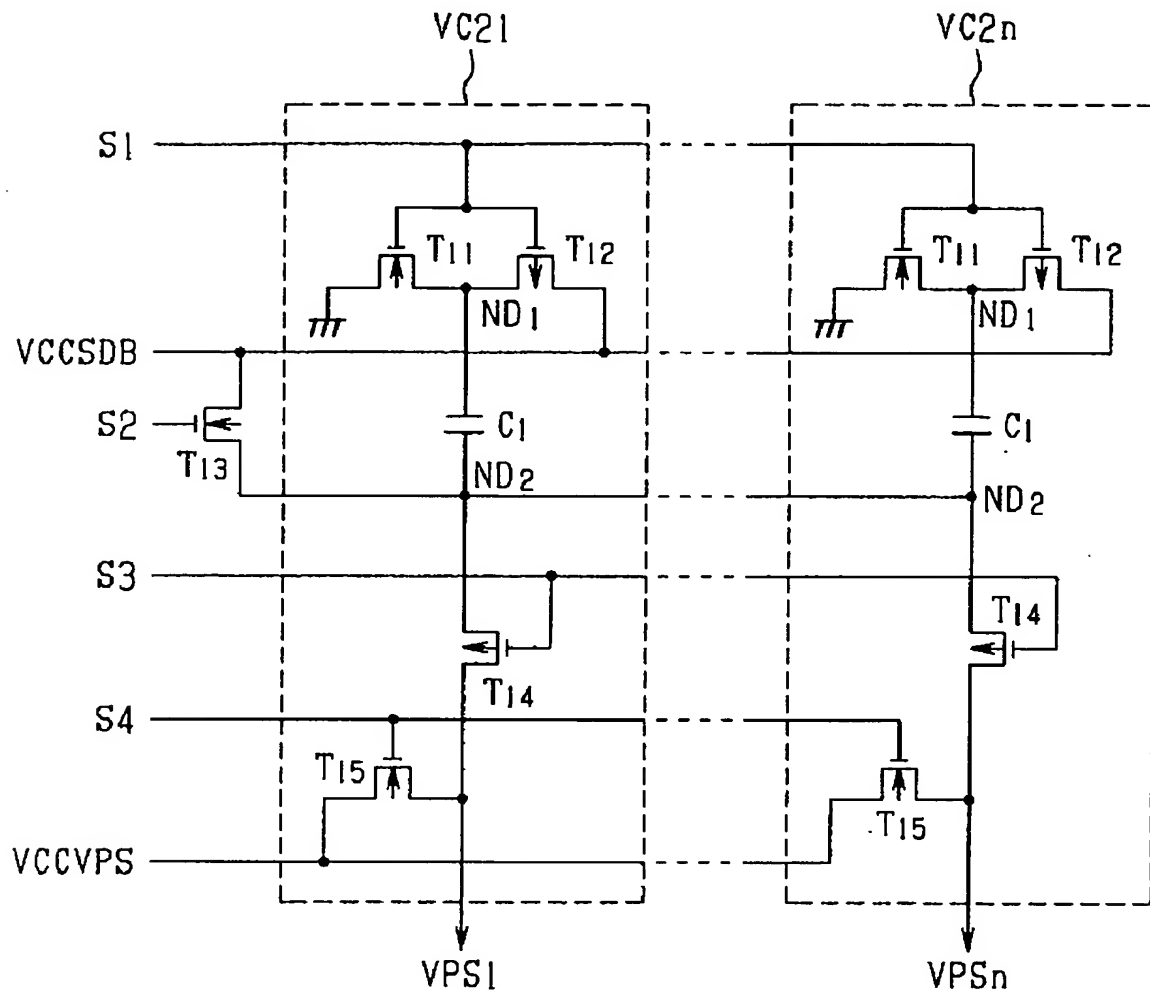 VC21 VC2n
S1
T11 T12 T11 T12
ND1 ND1
VCCSDB
S2 C1 C1
T13 ND2 ND2
S3
T14
T14
S4
T15 T15
VCCVPS
VPS1 VPSn